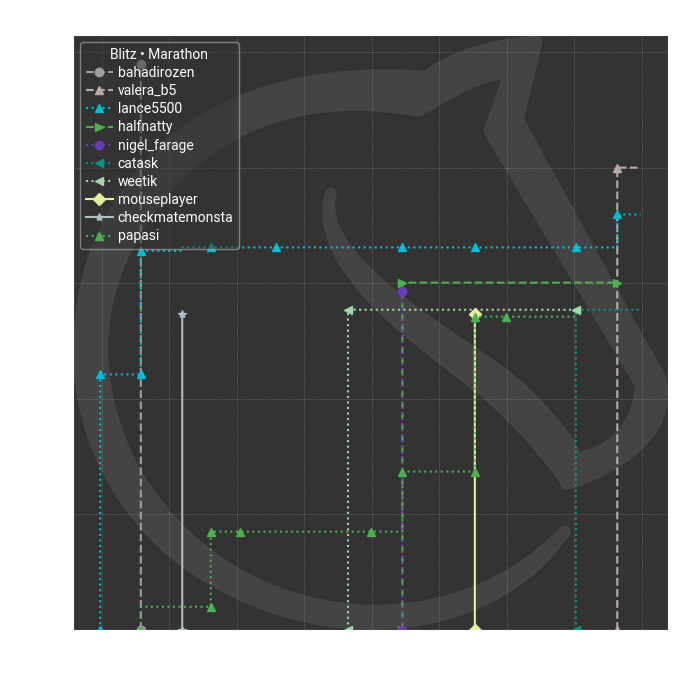 Blitz • Marathon
bahadirozen
valera_b5
lance5500
halfnatty
nigel_farage
catask
weetik
mouseplayer
checkmatemonsta
papasi